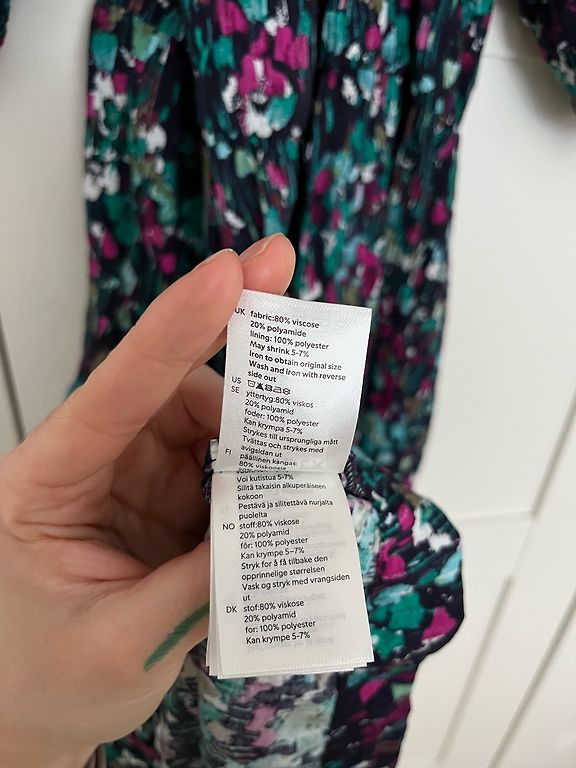 UK fabric:80% viscose
20% polyamide
lining: 100% polyester
May shrink 5-7%
Iron to obtain original size
Wash and iron with reverse
side out
US
SE yttertyg:80% viskos
20% polyamid
foder: 100% polyester
Kan krympa 5-7%
Strykes till ursprungliga mått
Tvättas och strykes med
avigsidan ut
FI päällinen kangas:
80% viskoosia
Voi kutistua 5-7%
Silitä takaisin alkuperäiseen
kokoon
Pestävä ja silitettävä nurjalta
puolelta
NO stoff:80% viskose
20% polyamid
fôr: 100% polyester
Kan krympe 5-7%
Stryk for å få tilbake den
opprinnelige størrelsen
Vask og stryk med vrangsiden
ut
DK stof:80% viscose
20% polyamid
for: 100% polyester
Kan krympe 5-7%